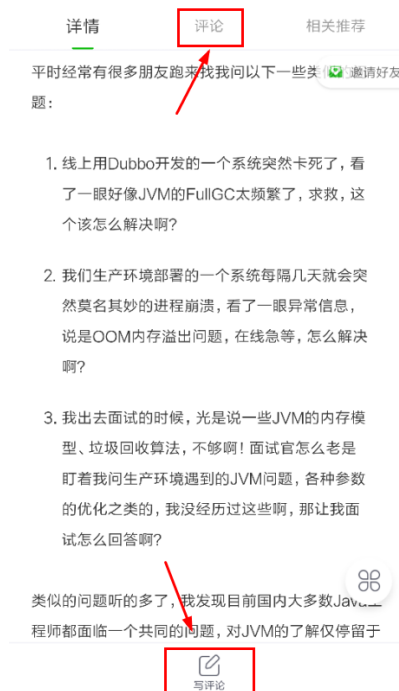 详情 评论 相关推荐
平时经常有很多朋友跑来找我问以下一些类似的
邀请好友
题：
1. 线上用Dubbo开发的一个系统突然卡死了，看
了一眼好像JVM的FullGC太频繁了，求救，这
个该怎么解决啊？
2. 我们生产环境部署的一个系统每隔几天就会突
然莫名其妙的进程崩溃，看了一眼异常信息，
说是OOM内存溢出问题，在线急等，怎么解决
啊？
3. 我出去面试的时候，光是说一些JVM的内存模
型、垃圾回收算法，不够啊！面试官怎么老是
盯着我问生产环境遇到的JVM问题，各种参数
的优化之类的，我没经历过这些啊，那让我面
试怎么回答啊？
类似的问题听的多了，我发现目前国内大多数Java工
程师都面临一个共同的问题，对JVM的了解仅停留于
写评论